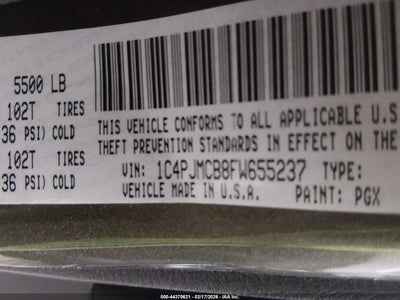 5500 LB
102T TIRES
36 PSI) COLD
102T TIRES
36 PSI) COLD
THIS VEHICLE CONFORMS TO ALL APPLICABLE U.S
THEFT PREVENTION STANDARDS IN EFFECT ON THE
VIN: 1C4PJMCB8FW655237 TYPE:
VEHICLE MADE IN U.S.A. PAINT: PGX
000-44370621 - 02/17/2026 - IAA Inc.